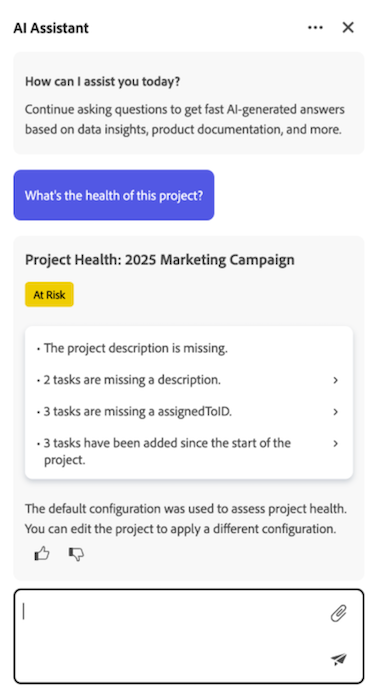 AI Assistant
How can I assist you today?
Continue asking questions to get fast AI-generated answers
based on data insights, product documentation, and more.
What's the health of this project?
Project Health: 2025 Marketing Campaign
At Risk
• The project description is missing.
• 2 tasks are missing a description.
• 3 tasks are missing a assignedToID.
• 3 tasks have been added since the start of the
project.
The default configuration was used to assess project health.
You can edit the project to apply a different configuration.